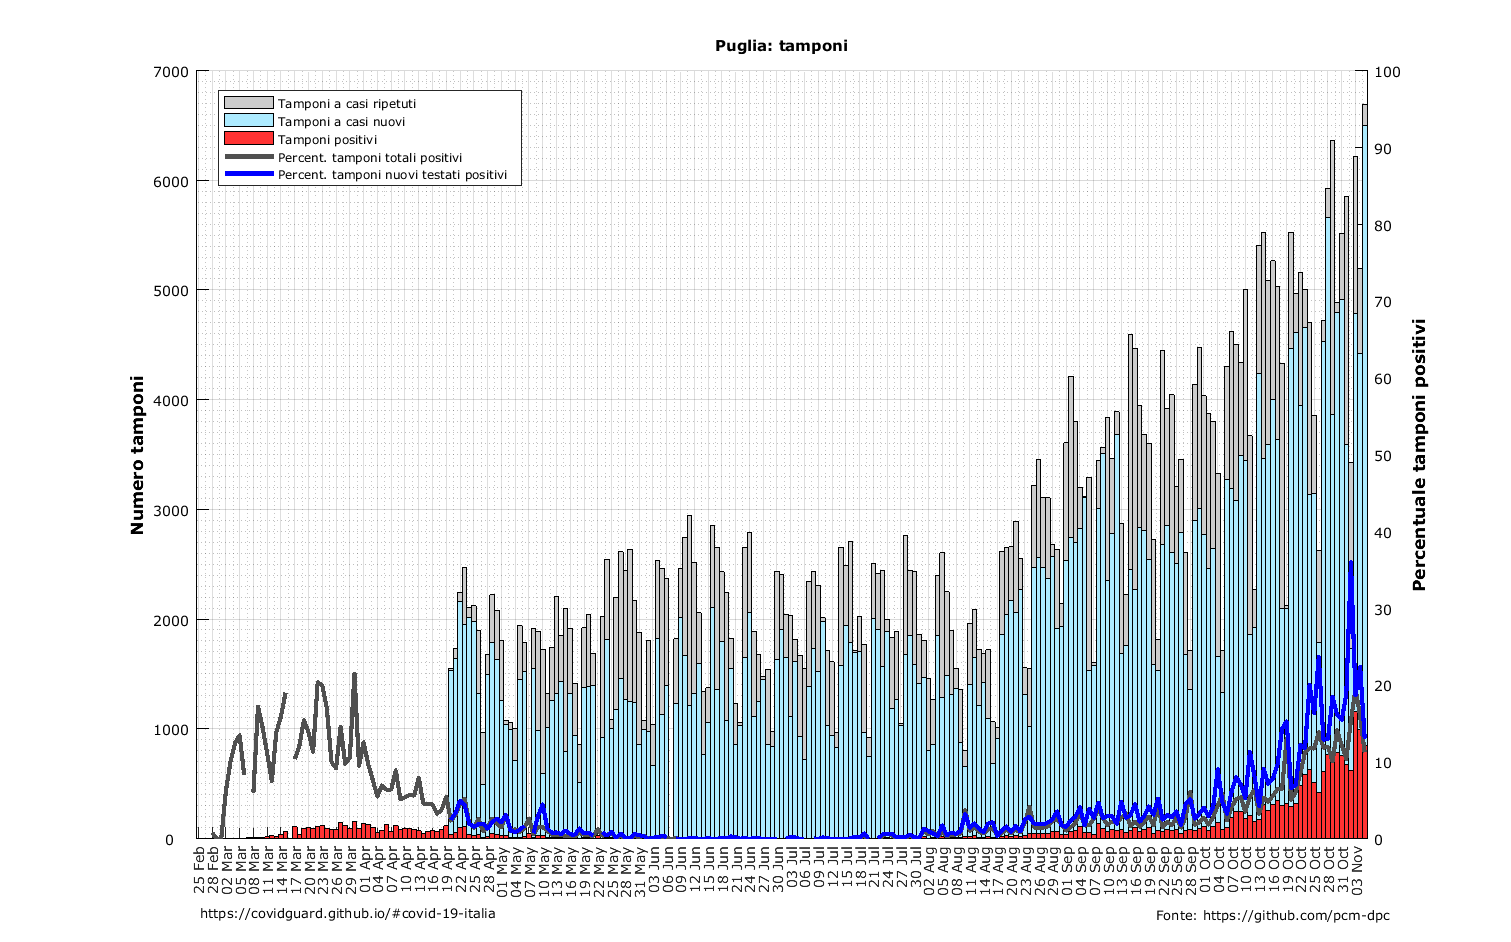 Puglia: tamponi
7000
6000
5000
4000
3000
2000
1000
0
Numero tamponi
Tamponi a casi ripetuti
Tamponi a casi nuovi
Tamponi positivi
Percent. tamponi totali positivi
Percent. tamponi nuovi testati positivi
100
90
80
70
60
50
40
30
20
10
0
Percentuale tamponi positivi
25 Feb
28 Feb
02 Mar
05 Mar
08 Mar
11 Mar
14 Mar
17 Mar
20 Mar
23 Mar
26 Mar
29 Mar
01 Apr
04 Apr
07 Apr
10 Apr
13 Apr
16 Apr
19 Apr
22 Apr
25 Apr
28 Apr
01 May
04 May
07 May
10 May
13 May
16 May
19 May
22 May
25 May
28 May
31 May
03 Jun
06 Jun
09 Jun
12 Jun
15 Jun
18 Jun
21 Jun
24 Jun
27 Jun
30 Jun
03 Jul
06 Jul
09 Jul
12 Jul
15 Jul
18 Jul
21 Jul
24 Jul
27 Jul
30 Jul
02 Aug
05 Aug
08 Aug
11 Aug
14 Aug
17 Aug
20 Aug
23 Aug
26 Aug
29 Aug
01 Sep
04 Sep
07 Sep
10 Sep
13 Sep
16 Sep
19 Sep
22 Sep
25 Sep
28 Sep
01 Oct
04 Oct
07 Oct
10 Oct
13 Oct
16 Oct
19 Oct
22 Oct
25 Oct
28 Oct
31 Oct
03 Nov
https://covidguard.github.io/#covid-19-italia
Fonte: https://github.com/pcm-dpc